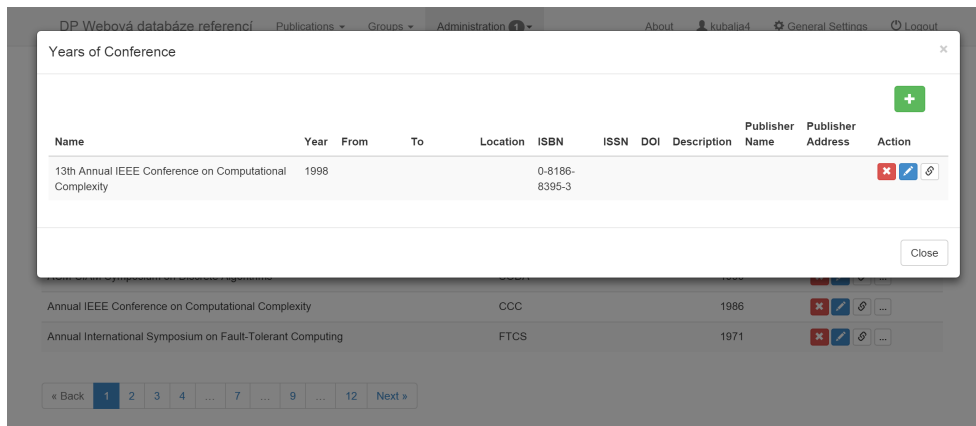 DP Webová databáze referencí Publications Groups Administration 1 About kubalja4 General Settings Logout
Years of Conference ×
+
Name Year From To Location ISBN ISSN DOI Description Publisher Name Publisher Address Action
13th Annual IEEE Conference on Computational 1998 0-8186-
Complexity 8395-3
Close
Annual IEEE Conference on Computational Complexity CCC 1986 ...
Annual International Symposium on Fault-Tolerant Computing FTCS 1971 ...
« Back 1 2 3 4 ... 7 ... 9 ... 12 Next »